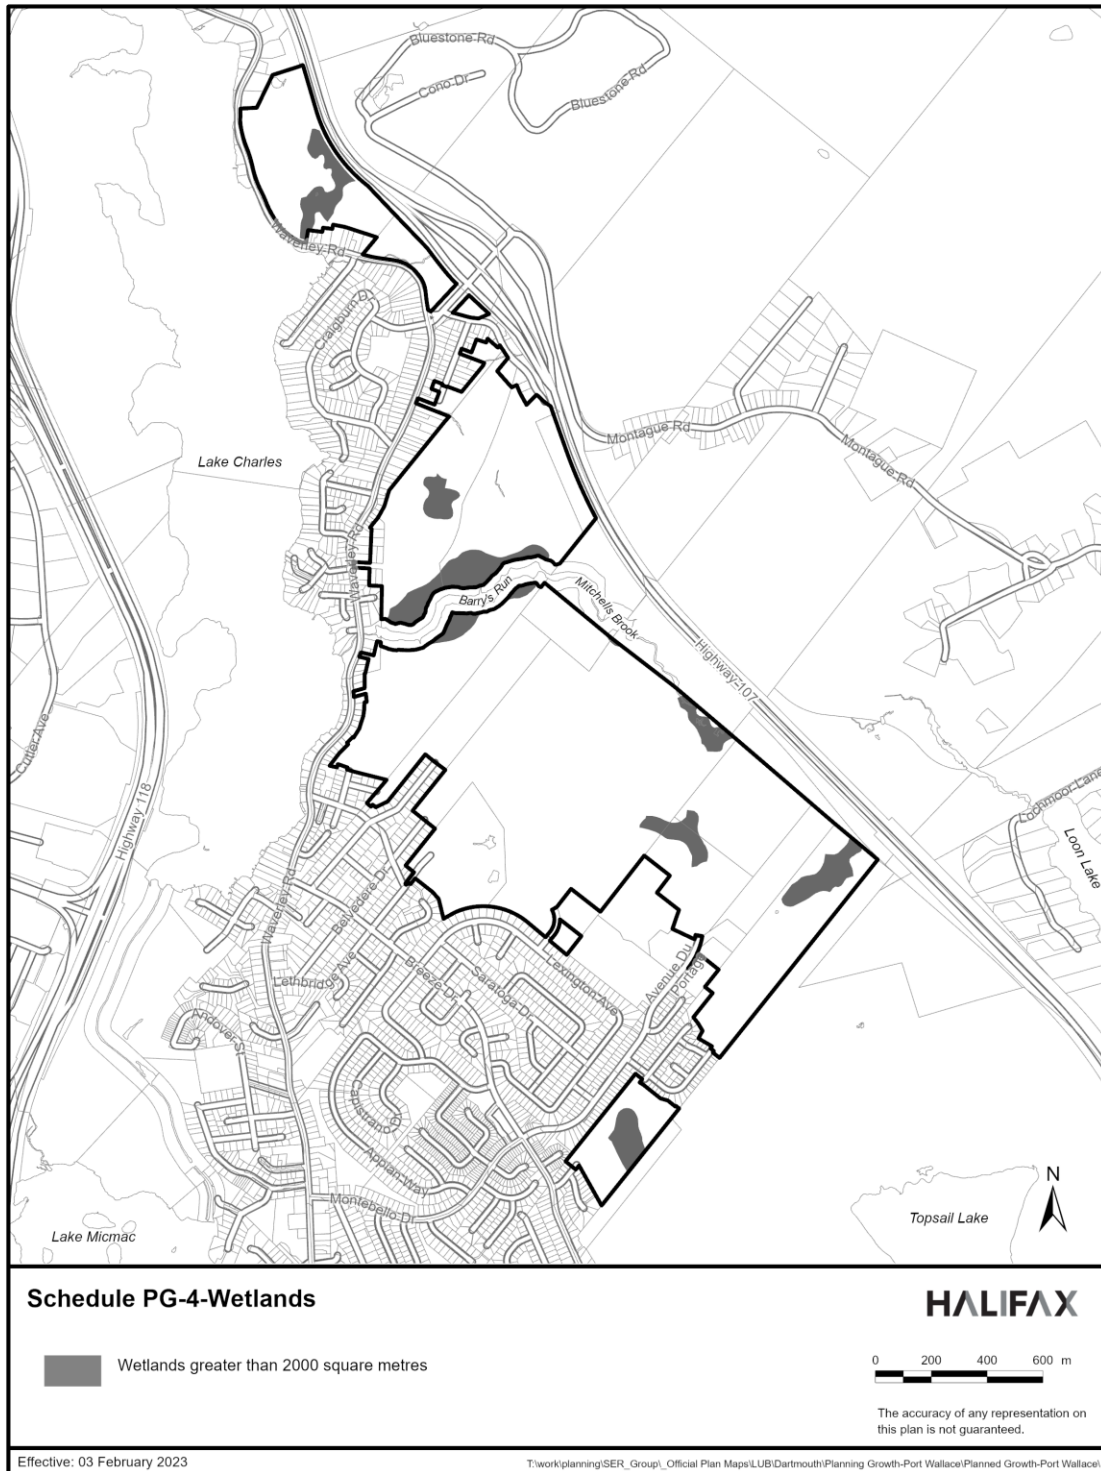 Bluestone Rd
Cono Dr
Bluestone Rd
Waverley Rd
Craigburn Dr
Montague Rd
Montague Rd
Lake Charles
Waverley Rd
Barry's Run
Mitchells Brook
Highway 107
Cutler Ave
Highway 118
Lochmoor Lane
Loon Lake
Waverley Rd
Belvedere Dr
Lethbridge Ave
Breeze Dr
Saratoga Dr
Lexington Ave
Avenue Du
Portage
Andover St
Capistrano Dr
Appian Way
Montebello Dr
Lake Micmac
Topsail Lake
N
Schedule PG-4-Wetlands
HALIFAX
Wetlands greater than 2000 square metres
0 200 400 600 m
The accuracy of any representation on
this plan is not guaranteed.
Effective: 03 February 2023
T:\work\planning\SER_Group\_Official Plan Maps\LUB\Dartmouth\Planning Growth-Port Wallace\Planned Growth-Port Wallace\